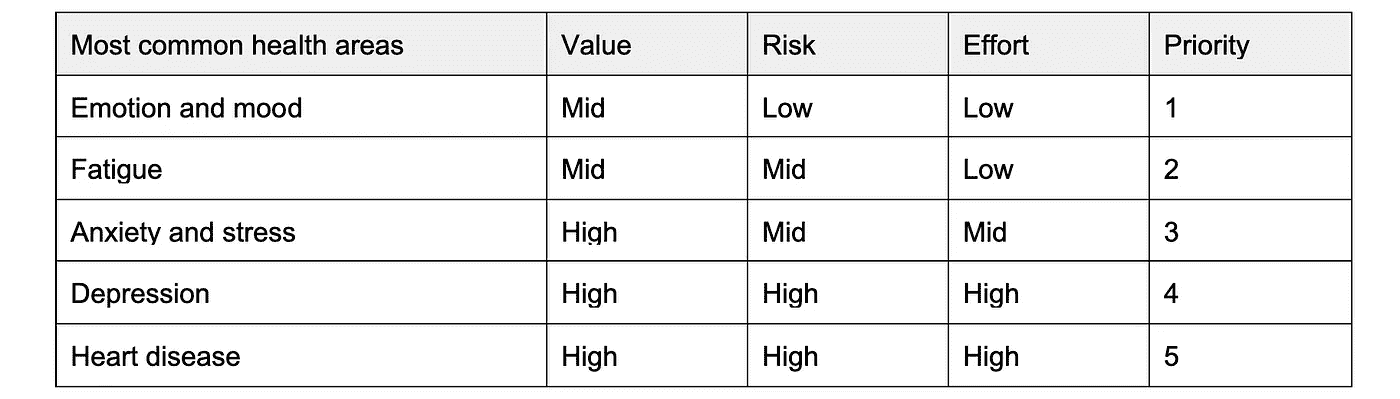 Most common health areas Value Risk Effort Priority
Emotion and mood Mid Low Low 1
Fatigue Mid Mid Low 2
Anxiety and stress High Mid Mid 3
Depression High High High 4
Heart disease High High High 5